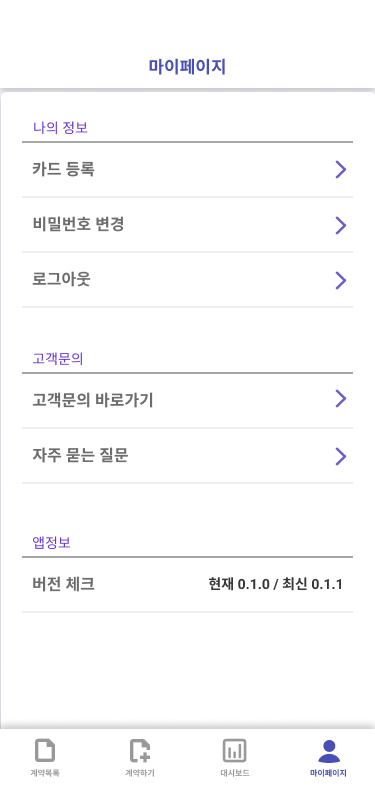 마이페이지
나의 정보
카드 등록
비밀번호 변경
로그아웃
고객문의
고객문의 바로가기
자주 묻는 질문
앱정보
버전 체크 현재 0.1.0 / 최신 0.1.1
계약목록 계약하기 대시보드 마이페이지